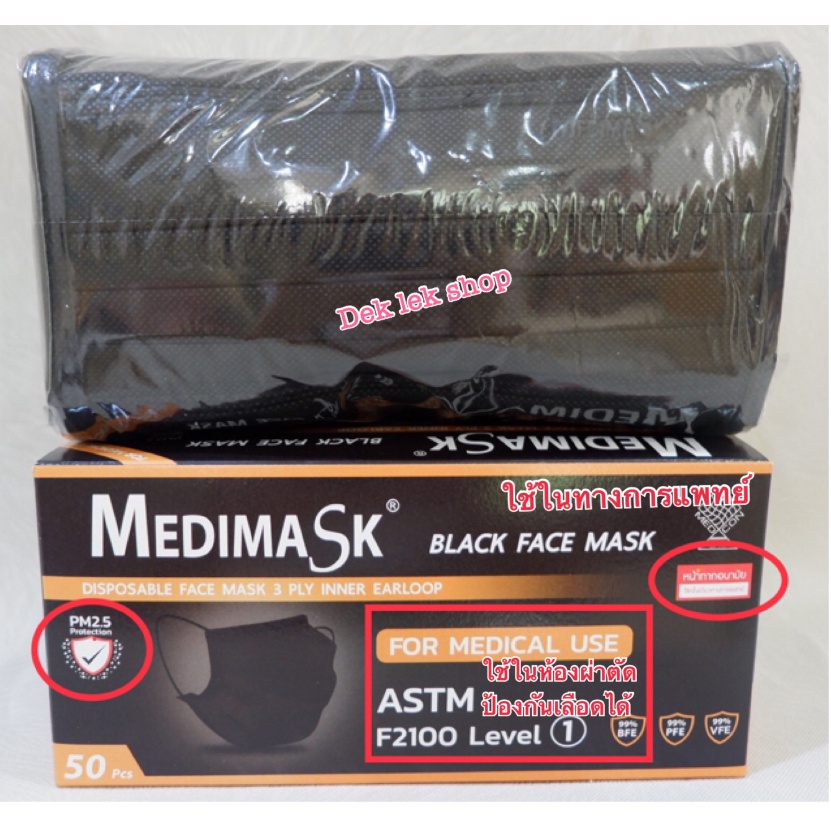 Dek lek shop
MEDIMASK
BLACK FACE MASK
MEDIMASK®
ใช้ในทางการแพทย์
MEDIMASK®
BLACK FACE MASK
DISPOSABLE FACE MASK 3 PLY INNER EARLOOP
หน้ากากอนามัย
PM2.5
Protection
FOR MEDICAL USE
ใช้ในห้องผ่าตัด
ASTM
ป้องกันเลือดได้
F2100 Level 1
99%
BFE
99%
PFE
99%
VFE
50 Pcs